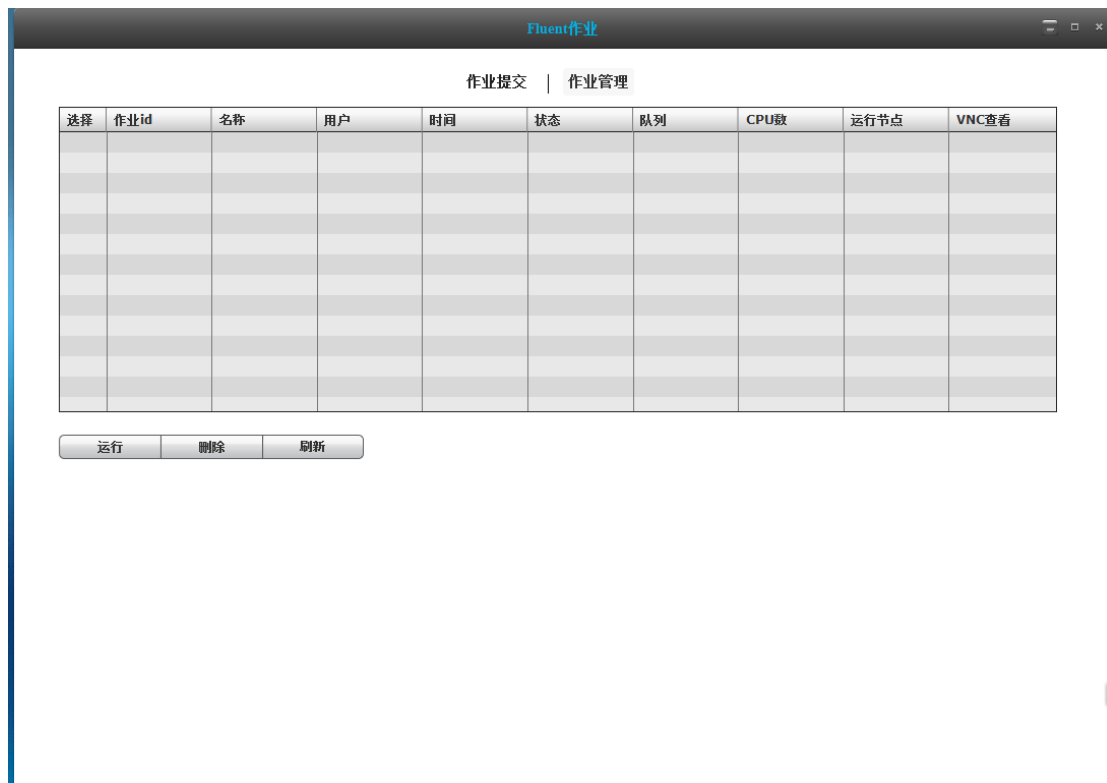 Fluent作业
作业提交 | 作业管理
选择 作业id 名称 用户 时间 状态 队列 CPU数 运行节点 VNC查看
运行 删除 刷新